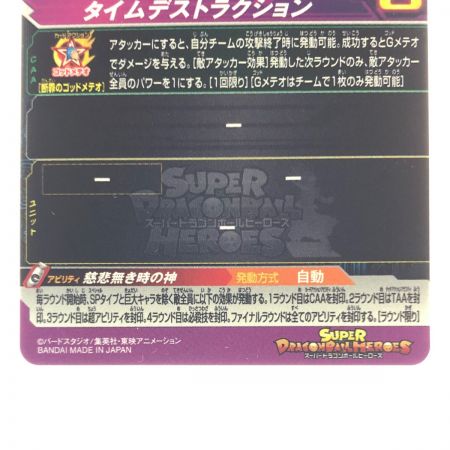 タイムデストラクション
CAA
カードアクション
ゴッドメテオ
[断罪のゴッドメテオ]
アタッカーにすると、自分チームの攻撃終了時に発動可能。成功するとGメテオ
でダメージを与える。[敵アタッカー効果]発動した次ラウンドのみ、敵アタッカー
全員のパワーを1にする。[1回限り][Gメテオはチームで1枚のみ発動可能]
ー
ユニット
ー
ー
ー
SUPER
DRAGONBALL
スーパードラゴンボールヒーローズ
HEROES
アビリティ 慈悲無き時の神 発動方式 自動
毎ラウンド開始時、SPタイプと巨大キャラを除く敵全員に以下の効果が発動する。1ラウンド目はCAAを封印。2ラウンド目はTAAを封
印。3ラウンド目は超アビリティを封印。4ラウンド目は必殺技を封印。ファイナルラウンドは全てのアビリティを封印する。[ラウンド限り]
©バードスタジオ/集英社・東映アニメーション
BANDAI MADE IN JAPAN
SUPER
DRAGONBALL HEROES
スーパードラゴンボールヒーローズ